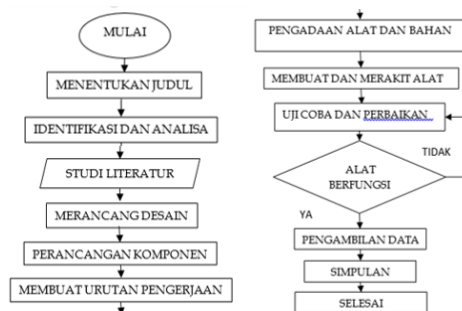 MULAI
MENENTUKAN JUDUL
IDENTIFIKASI DAN ANALISA
STUDI LITERATUR
MERANCANG DESAIN
PERANCANGAN KOMPONEN
MEMBUAT URUTAN PENGERJAAN
PENGADAAN ALAT DAN BAHAN
MEMBUAT DAN MERAKIT ALAT
UJI COBA DAN PERBAIKAN
TIDAK
ALAT
BERFUNGSI
YA
PENGAMBILAN DATA
SIMPULAN
SELESAI